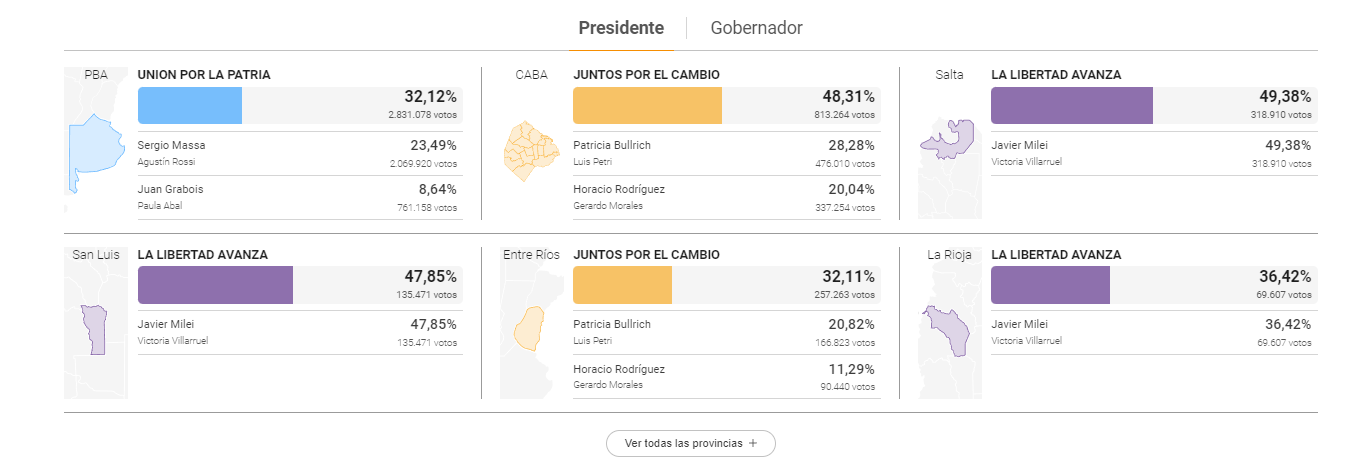 Presidente
Gobernador
PBA
UNION POR LA PATRIA
32,12%
2.831.078 votos
Sergio Massa
23,49%
Agustín Rossi
2.069.920 votos
Juan Grabois
8,64%
Paula Abal
761.158 votos
CABA
JUNTOS POR EL CAMBIO
48,31%
813.264 votos
Patricia Bullrich
28,28%
Luis Petri
476.010 votos
Horacio Rodríguez
20,04%
Gerardo Morales
337.254 votos
Salta
LA LIBERTAD AVANZA
49,38%
318.910 votos
Javier Milei
49,38%
Victoria Villarruel
318.910 votos
San Luis
LA LIBERTAD AVANZA
47,85%
135.471 votos
Javier Milei
47,85%
Victoria Villarruel
135.471 votos
Entre Ríos
JUNTOS POR EL CAMBIO
32,11%
257.263 votos
Patricia Bullrich
20,82%
Luis Petri
166.823 votos
Horacio Rodríguez
11,29%
Gerardo Morales
90.440 votos
La Rioja
LA LIBERTAD AVANZA
36,42%
69.607 votos
Javier Milei
36,42%
Victoria Villarruel
69.607 votos
Ver todas las provincias +